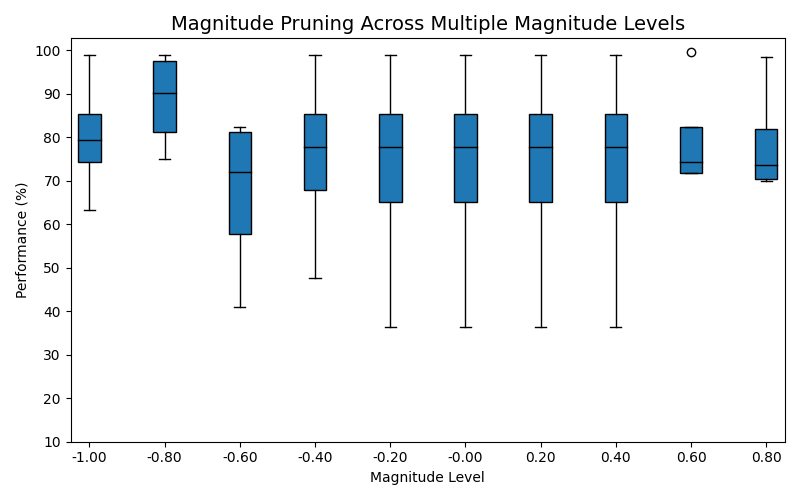 Magnitude Pruning Across Multiple Magnitude Levels
100
90
80
70
60
50
40
30
20
10
Performance (%)
-1.00 -0.80 -0.60 -0.40 -0.20 -0.00 0.20 0.40 0.60 0.80
Magnitude Level